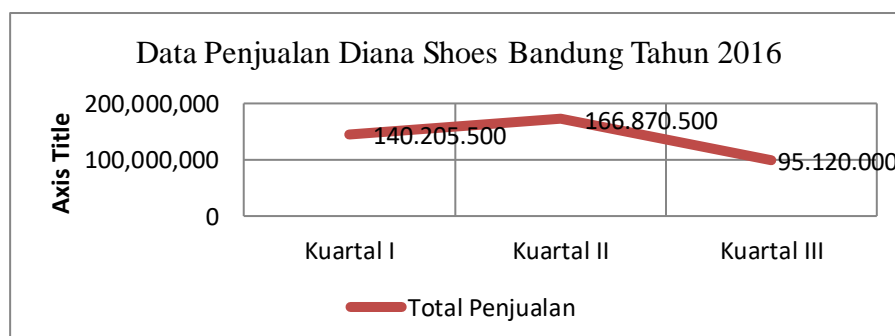 Data Penjualan Diana Shoes Bandung Tahun 2016
Axis Title
200,000,000
100,000,000
0
140.205.500
166.870.500
95.120.000
Kuartal I
Kuartal II
Kuartal III
Total Penjualan